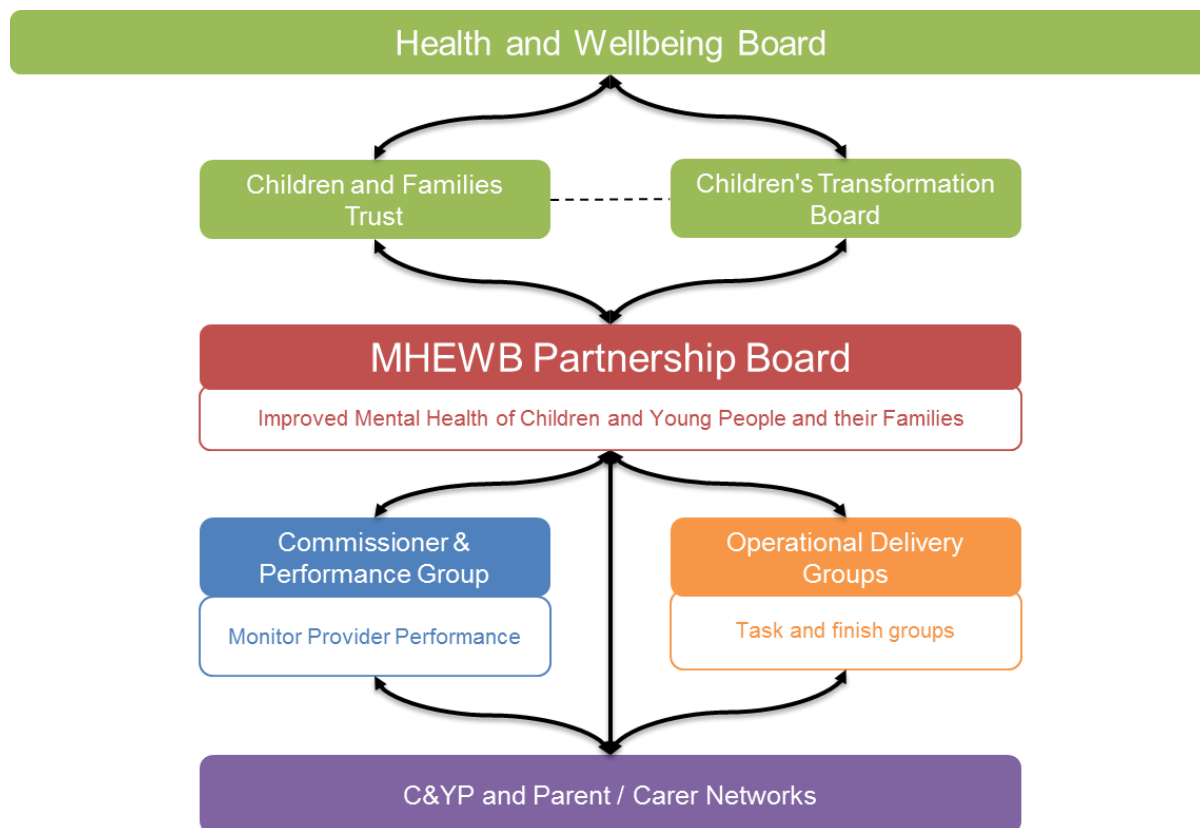 Health and Wellbeing Board
Children and Families
Trust
Children's Transformation
Board
MHEWB Partnership Board
Improved Mental Health of Children and Young People and their Families
Commissioner &
Performance Group
Monitor Provider Performance
Operational Delivery
Groups
Task and finish groups
C&YP and Parent / Carer Networks